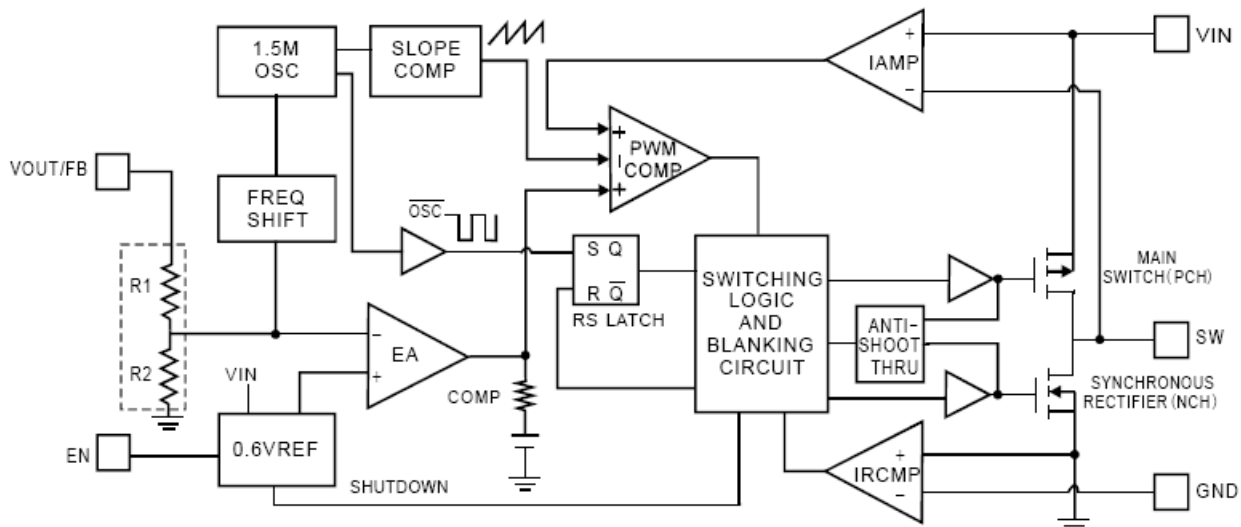 1.5M
OSC
SLOPE
COMP
+
IAMP
−
VIN
VOUT/FB
FREQ
SHIFT
+
PWM
COMP
+
OSC
S Q
R Q
RS LATCH
SWITCHING
LOGIC
AND
BLANKING
CIRCUIT
MAIN
SWITCH(PCH)
ANTI-
SHOOT
THRU
SW
R1
R2
−
EA
+
VIN
COMP
SYNCHRONOUS
RECTIFIER(NCH)
EN
0.6VREF
SHUTDOWN
+
IRCMP
−
GND